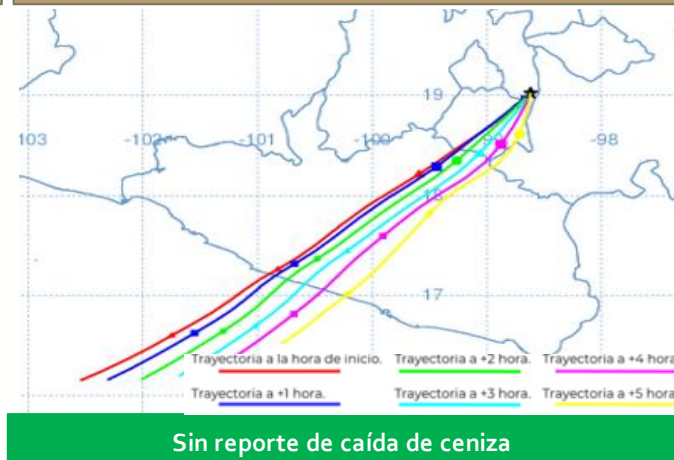 19
103
-102
-101
-100
-99
-98
18
17
Trayectoria a la hora de inicio.
Trayectoria a +2 hora.
Trayectoria a +4 hora
Trayectoria a +1 hora.
Trayectoria a +3 hora.
Trayectoria a +5 hora
Sin reporte de caída de ceniza